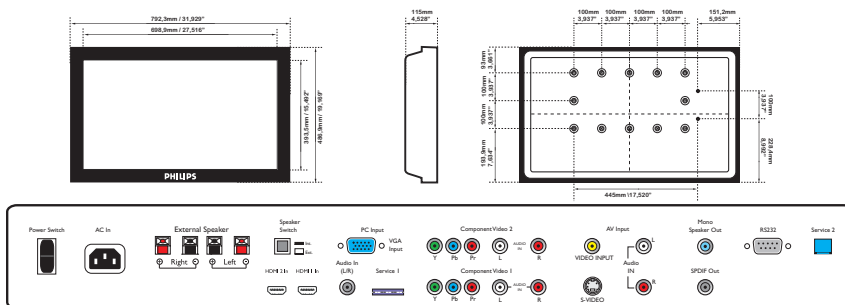 792,3mm / 31,929"
698,9mm / 27,516"
393,5mm / 15,492"
486,9mm / 19,169"
PHILIPS
115mm
4,528"
100mm 100mm 100mm 100mm
3,937" 3,937" 3,937" 3,937"
151,2mm
5,953"
93mm
3,661"
100mm
3,937"
100mm
3,937"
193,9mm
7,634"
100mm
3,937"
228,4mm
8,992"
445mm \17,520"
Power Switch
AC In
External Speaker
Right
Left
Speaker
Switch
Int.
Ext.
HDMI 2 In
HDMI 1 In
PC Input
VGA
Input
Audio In
(L/R)
Service 1
Component Video 2
Y Pb Pr L AUDIO IN R
Component Video 1
Y Pb Pr L AUDIO IN R
AV Input
VIDEO INPUT
S-VIDEO
L
Audio
IN
R
Mono
Speaker Out
SPDIF Out
RS232
Service 2